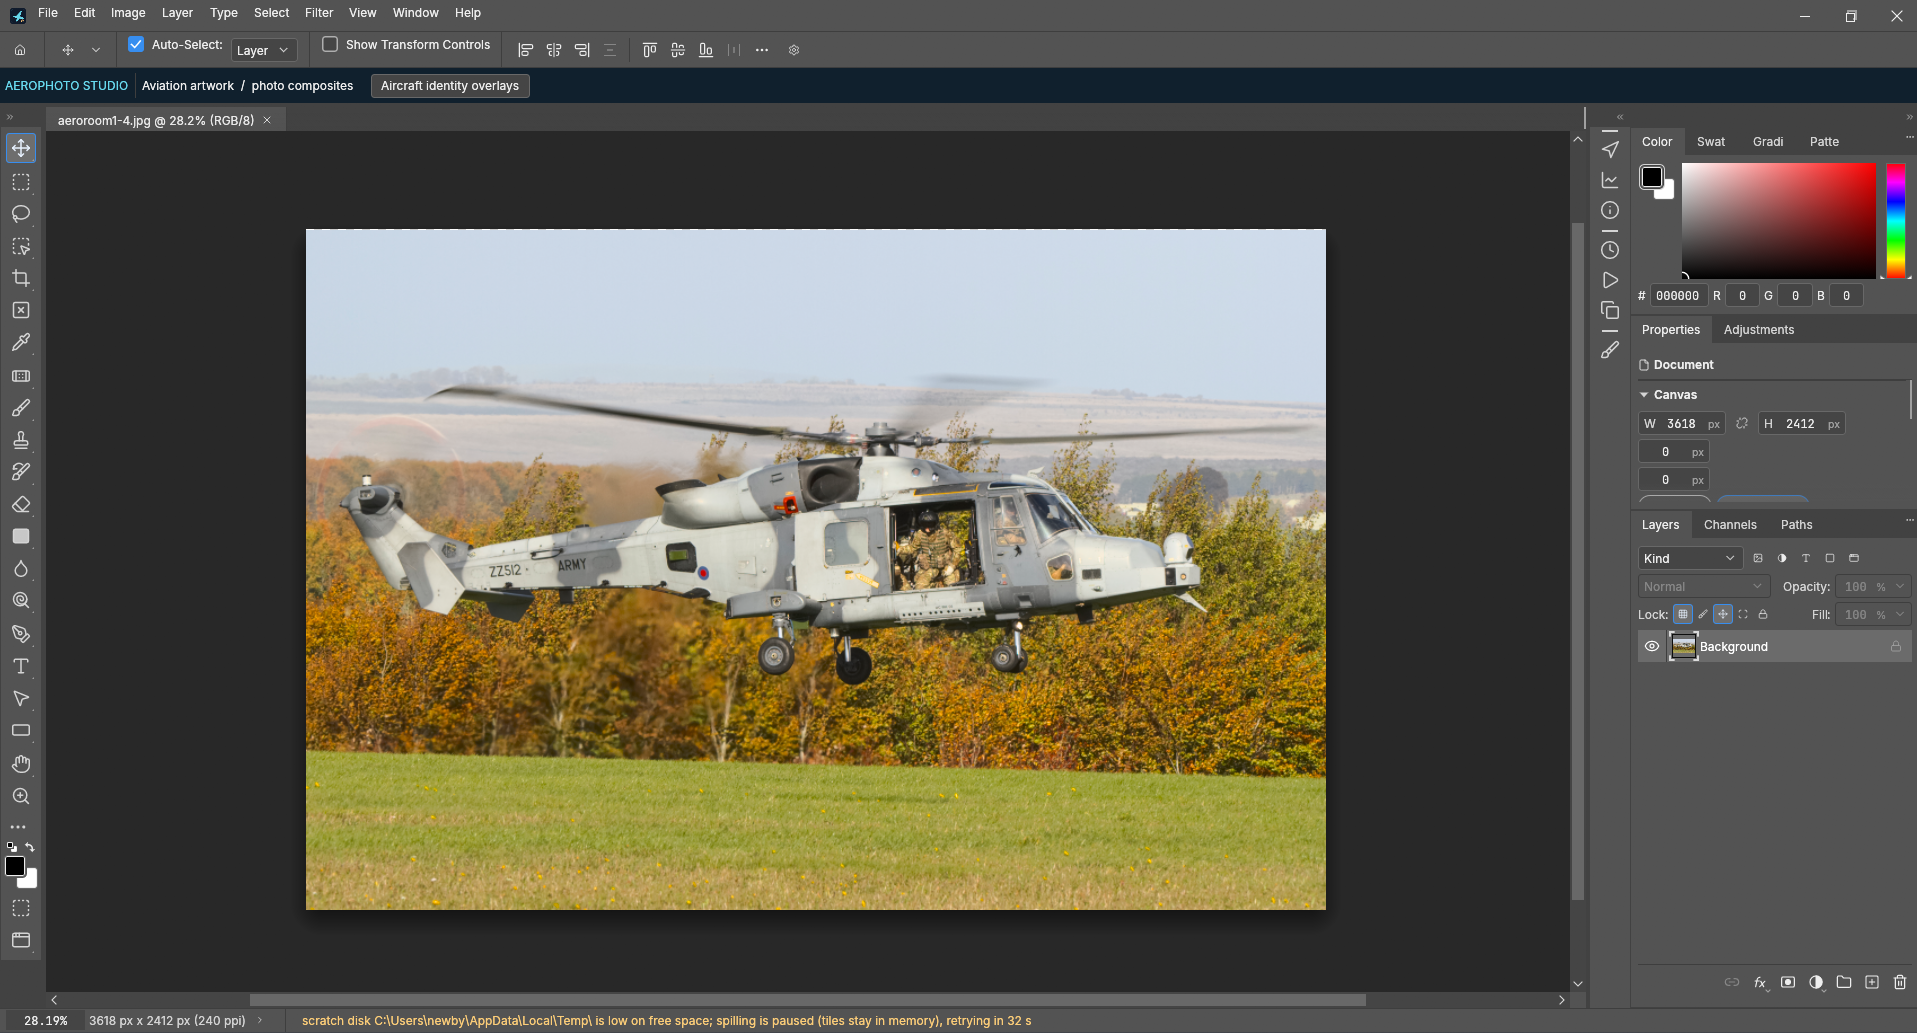 File Edit Image Layer Type Select Filter View Window Help
Auto-Select: Layer Show Transform Controls
AEROPHOTO STUDIO Aviation artwork / photo composites Aircraft identity overlays
aeroroom1-4.jpg @ 28.2% (RGB/8)
Color Swat Gradi Patte
# 000000 R 0 G 0 B 0
Properties Adjustments
Document
Canvas
W 3618 px H 2412 px
0 px
0 px
Layers Channels Paths
Kind
Normal Opacity: 100 %
Lock: Fill: 100 %
Background
ZZ512 ARMY
28.19% 3618 px x 2412 px (240 ppi) scratch disk C:\Users\newby\AppData\Local\Temp\ is low on free space; spilling is paused (tiles stay in memory), retrying in 32 s